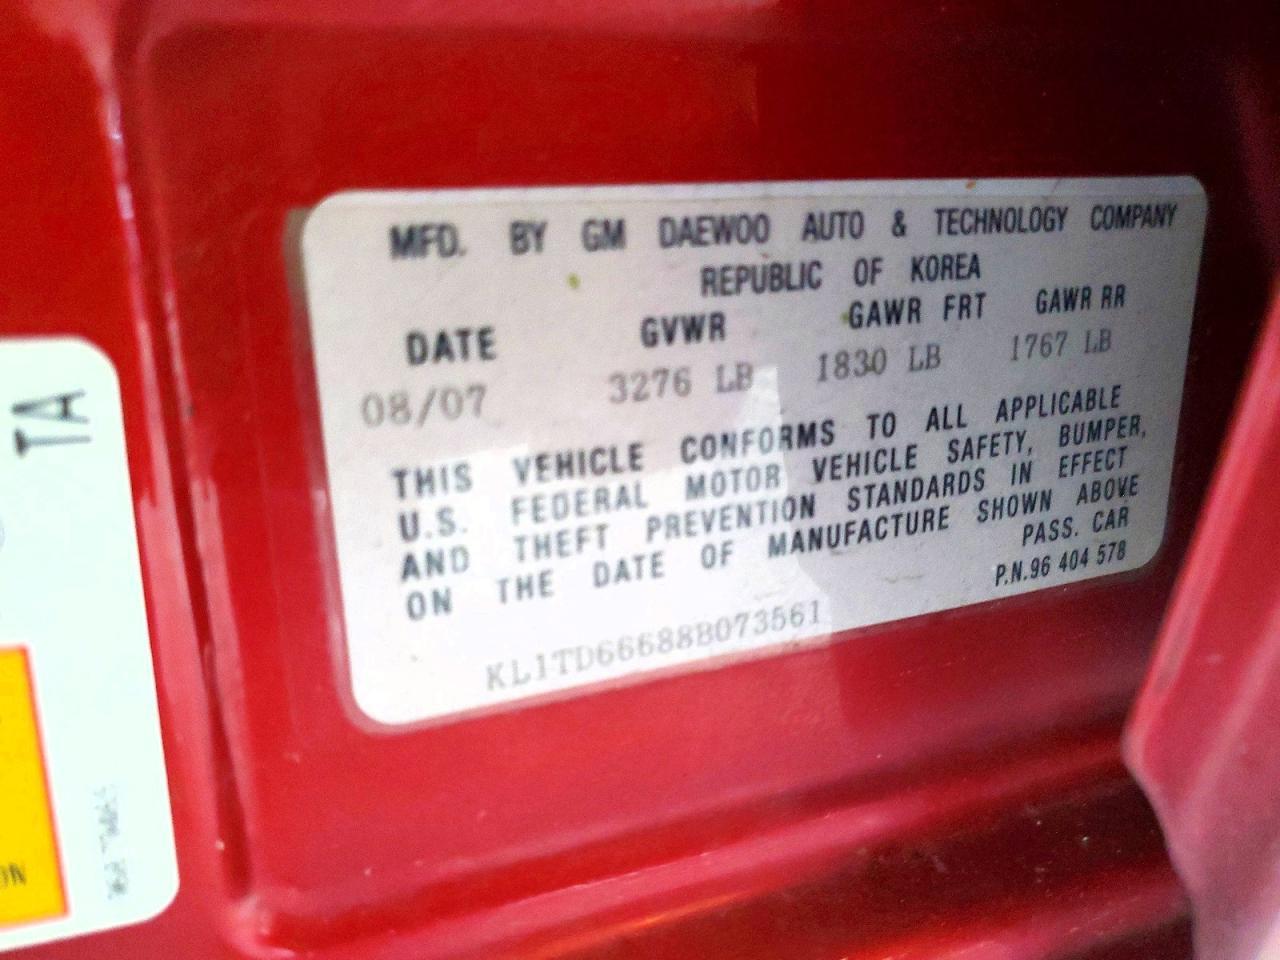 MFD. BY GM DAEWOO AUTO & TECHNOLOGY COMPANY
REPUBLIC OF KOREA
DATE GVWR GAWR FRT GAWR RR
08/07 3276 LB 1830 LB 1767 LB
THIS VEHICLE CONFORMS TO ALL APPLICABLE
U.S. FEDERAL MOTOR VEHICLE SAFETY, BUMPER,
AND THEFT PREVENTION STANDARDS IN EFFECT
ON THE DATE OF MANUFACTURE SHOWN ABOVE
PASS. CAR
P.N.96 404 578
KL1TD66688B073561
TA